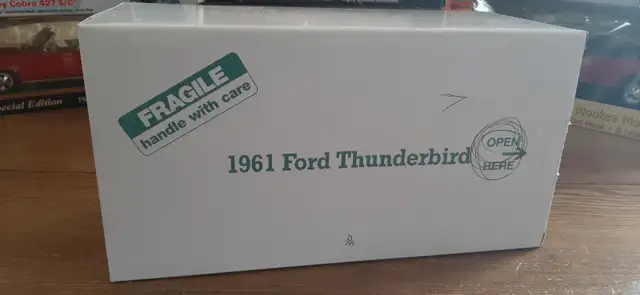 y Cobra 427 S/C
Special Edition
FRAGILE
handle with care
1961 Ford Thunderbird
OPEN
HERE